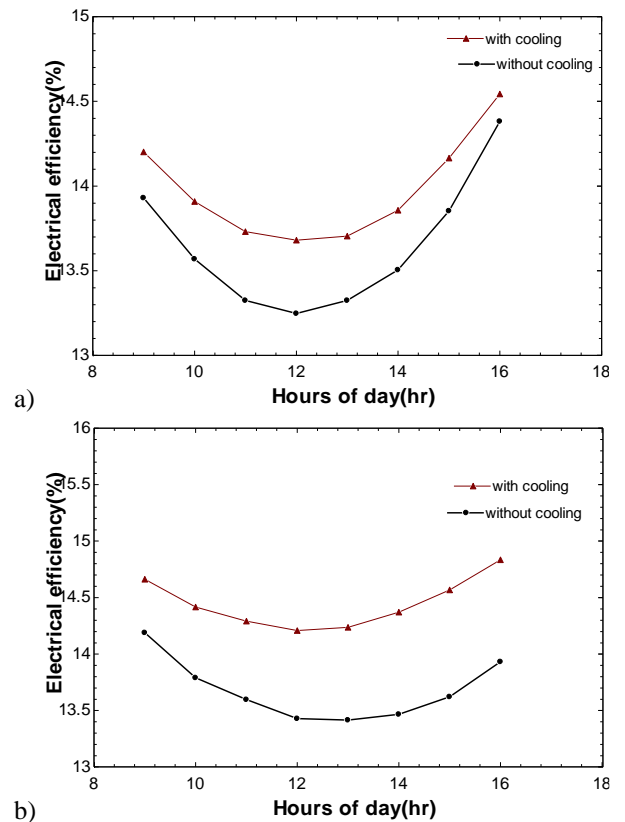 15
14.5
14
13.5
13
Electrical efficiency(%)
with cooling
without cooling
8
10
12
14
16
18
Hours of day(hr)
a)
16
15.5
15
14.5
14
13.5
13
Electrical efficiency(%)
with cooling
without cooling
8
10
12
14
16
18
Hours of day(hr)
b)